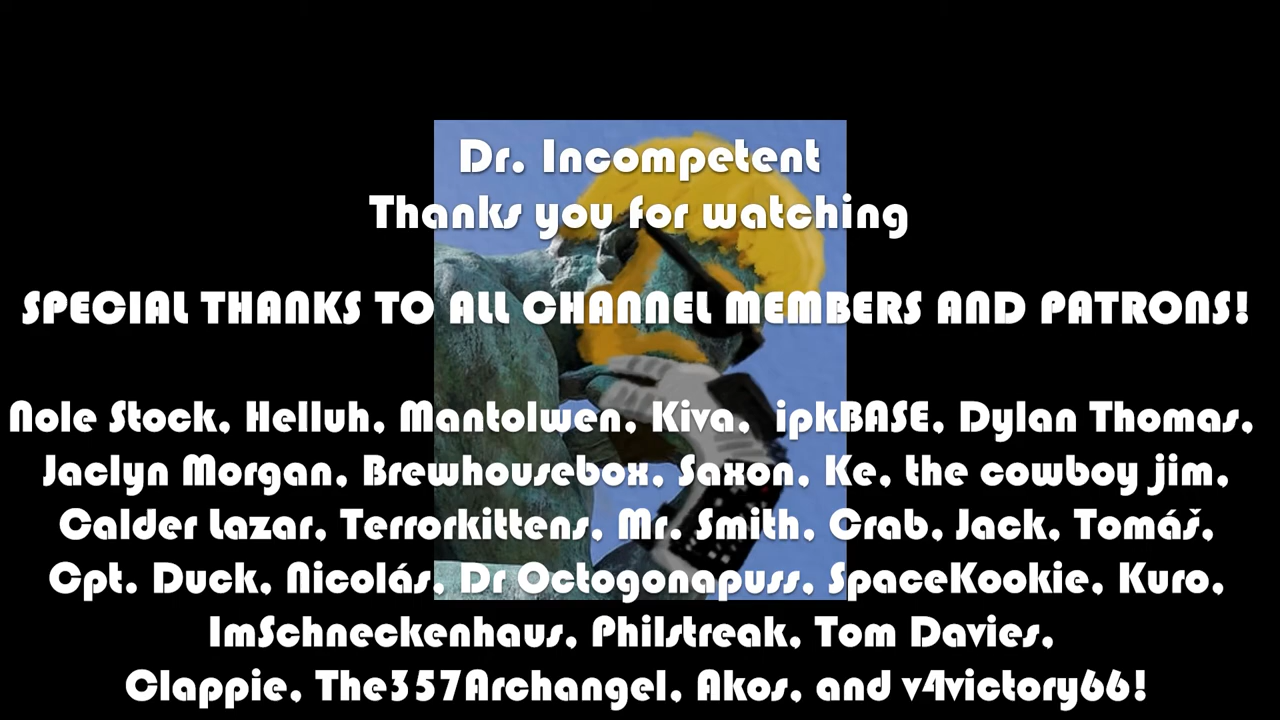 Dr. Incompetent
Thanks you for watching
SPECIAL THANKS TO ALL CHANNEL MEMBERS AND PATRONS!
Nole Stock, Helluh, Mantolwen, Kiva, ipkBASE, Dylan Thomas,
Jaclyn Morgan, Brewhousebox, Saxon, Ke, the cowboy jim,
Calder Lazar, Terrorkittens, Mr. Smith, Crab, Jack, Tomáš,
Cpt. Duck, Nicolás, Dr Octogonapuss, SpaceKookie, Kuro,
ImSchneckenhaus, Philstreak, Tom Davies,
Clappie, The357Archangel, Akos, and v4victory66!